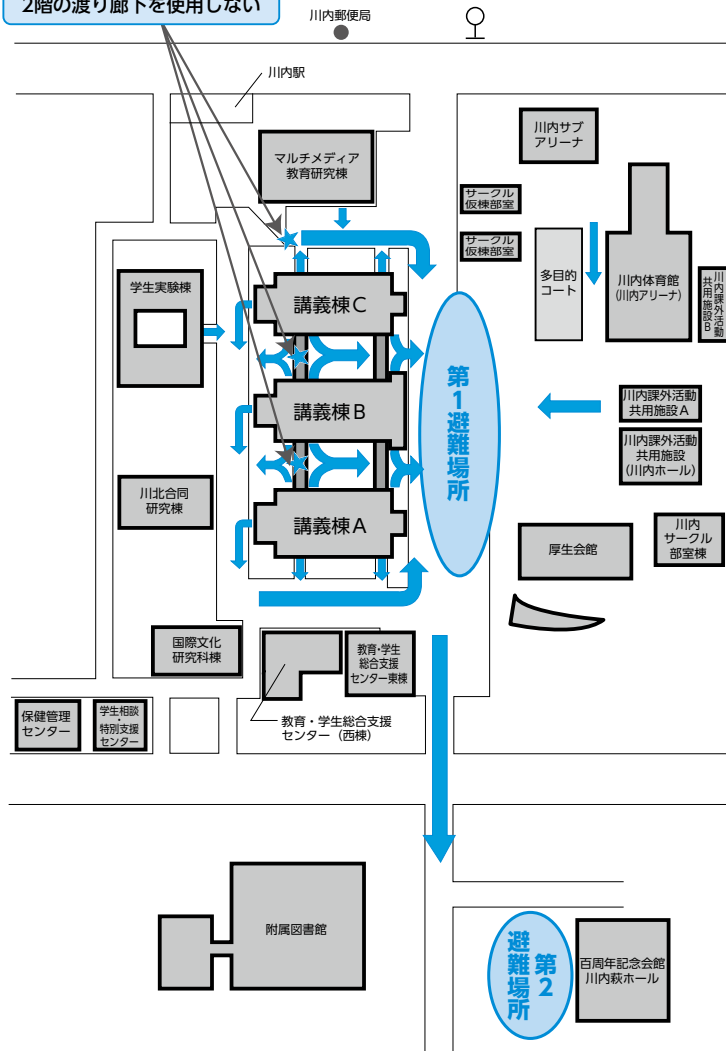 2階の渡り廊下を使用しない
川内郵便局
川内駅
マルチメディア
教育研究棟
川内サブ
アリーナ
サークル
仮棟部室
サークル
仮棟部室
多目的
コート
川内体育館
(川内アリーナ)
川内課外活動
共用施設B
学生実験棟
講義棟C
講義棟B
講義棟A
第1避難場所
川内課外活動
共用施設A
川内課外活動
共用施設
(川内ホール)
川北合同
研究棟
厚生会館
川内
サークル
部室棟
国際文化
研究科棟
教育・学生
総合支援
センター東棟
保健管理
センター
学生相談
・
特別支援
センター
教育・学生総合支援
センター（西棟）
附属図書館
第2
避難場所
百周年記念会館
川内萩ホール